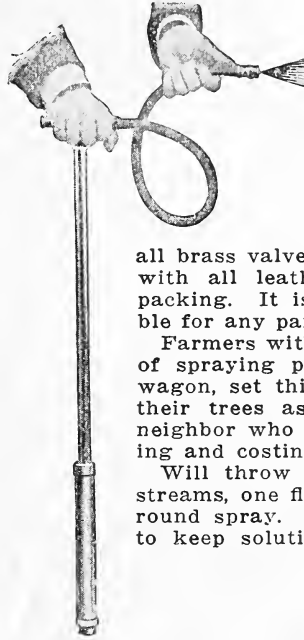 all brass valve
with all leath
packing. It is
ble for any pa
Farmers wit
of spraying p
wagon, set thi
their trees as
neighbor who
ing and costin
Will throw
streams, one fl
round spray.
to keep soluti